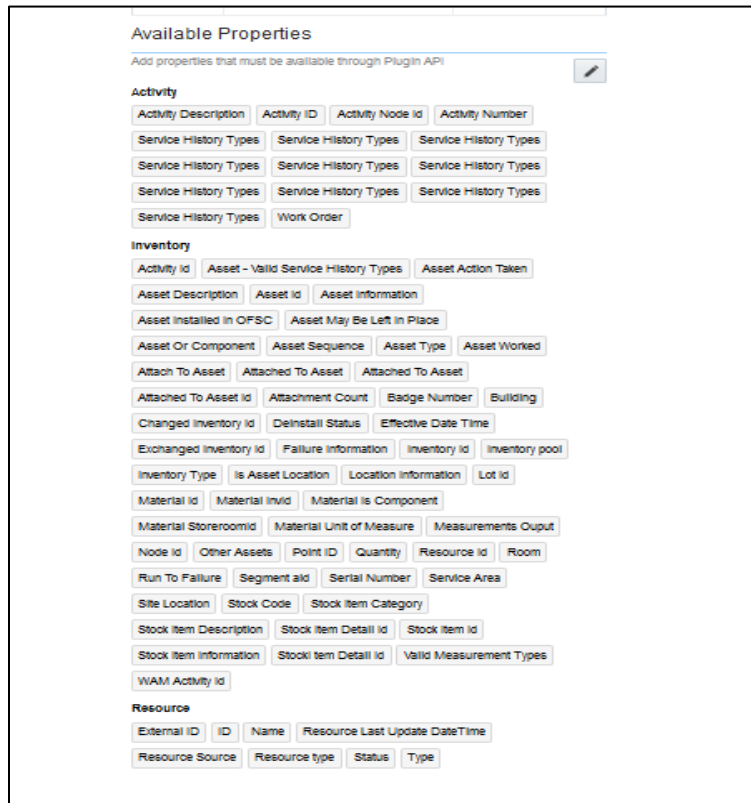 Available Properties
Add properties that must be available through Plugin API
Activity
Activity Description Activity ID Activity Node Id Activity Number
Service History Types Service History Types Service History Types
Service History Types Service History Types Service History Types
Service History Types Service History Types Service History Types
Service History Types Work Order
Inventory
Activity Id Asset - Valid Service History Types Asset Action Taken
Asset Description Asset Id Asset Information
Asset Installed in OFSC Asset May Be Left in Place
Asset Or Component Asset Sequence Asset Type Asset Worked
Attach To Asset Attached To Asset Attached To Asset
Attached To Asset Id Attachment Count Badge Number Building
Changed Inventory Id Deinstall Status Effective Date Time
Exchanged Inventory Id Failure Information Inventory Id Inventory pool
Inventory Type Is Asset Location Location Information Lot Id
Material Id Material Invid Material Is Component
Material Storeroomid Material Unit of Measure Measurements Ouput
Node Id Other Assets Point ID Quantity Resource Id Room
Run To Failure Segment aId Serial Number Service Area
Site Location Stock Code Stock Item Category
Stock Item Description Stock Item Detail Id Stock Item Id
Stock Item Information StockI tem Detail Id Valid Measurement Types
WAM Activity Id
Resource
External ID ID Name Resource Last Update DateTime
Resource Source Resource type Status Type